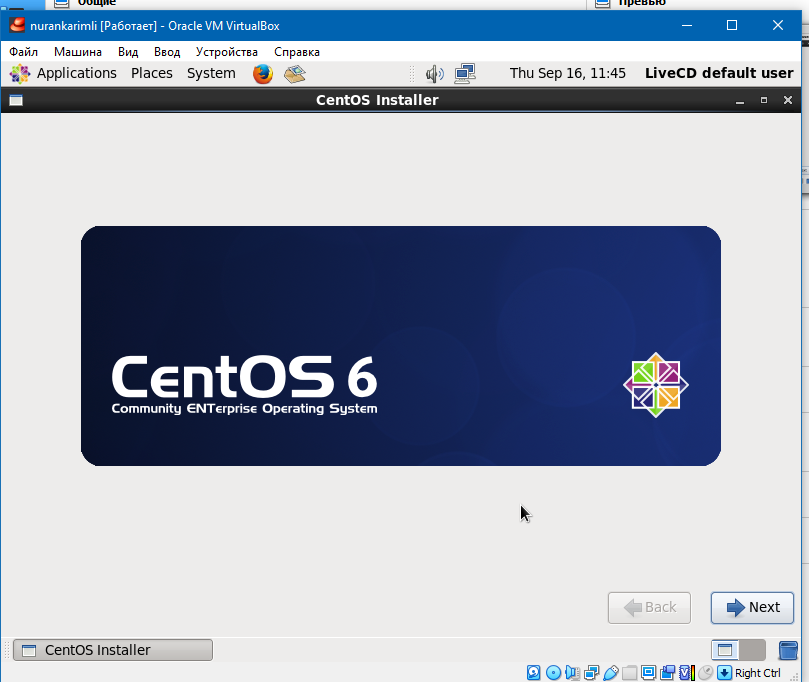 Общие
Превью
nurankarimli [Работает] - Oracle VM VirtualBox
Файл Машина Вид Ввод Устройства Справка
Applications Places System Thu Sep 16, 11:45 LiveCD default user
CentOS Installer
CentOS 6
Community ENTerprise Operating System
Back Next
CentOS Installer
Right Ctrl